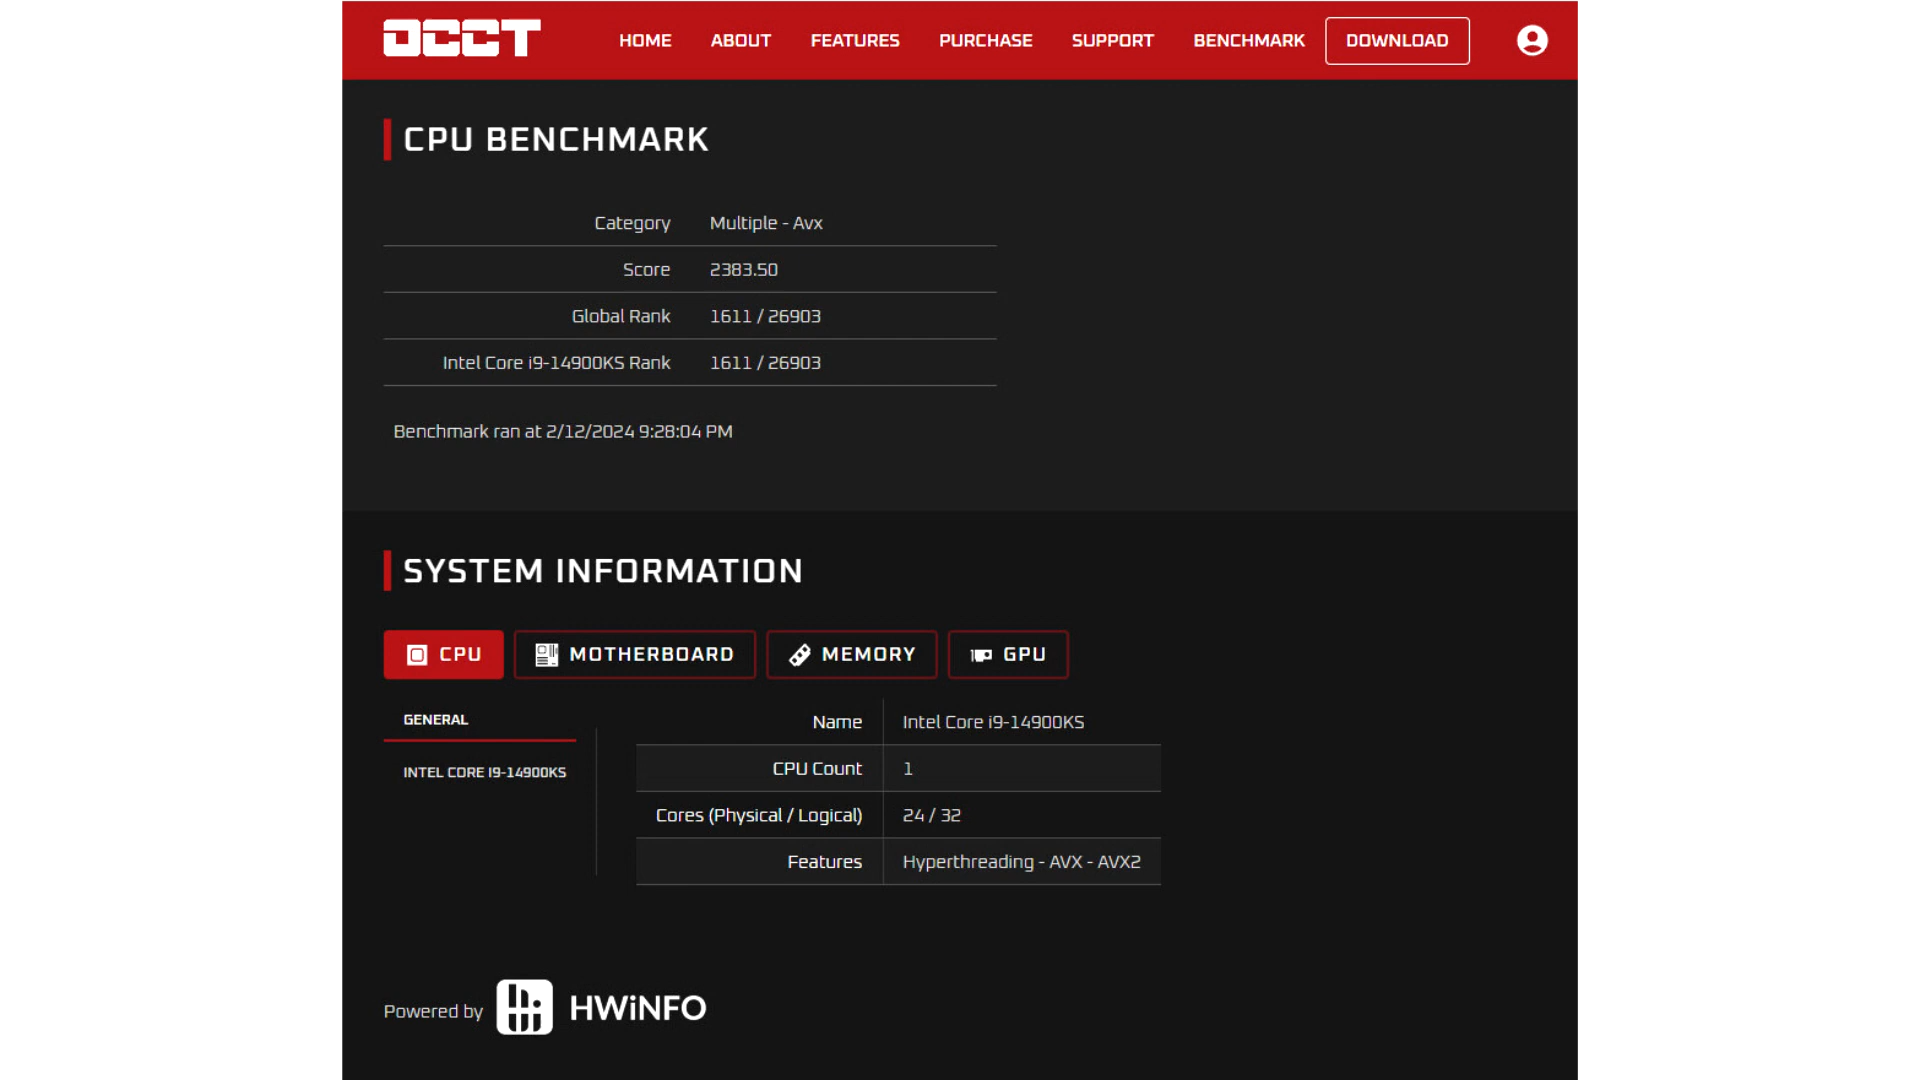 OCCT HOME ABOUT FEATURES PURCHASE SUPPORT BENCHMARK DOWNLOAD
CPU BENCHMARK
Category Multiple - Avx
Score 2383.50
Global Rank 1611 / 26903
Intel Core i9-14900KS Rank 1611 / 26903
Benchmark ran at 2/12/2024 9:28:04 PM
SYSTEM INFORMATION
CPU MOTHERBOARD MEMORY GPU
GENERAL
INTEL CORE I9-14900KS
Name Intel Core i9-14900KS
CPU Count 1
Cores (Physical / Logical) 24 / 32
Features Hyperthreading - AVX - AVX2
Powered by HWiNFO